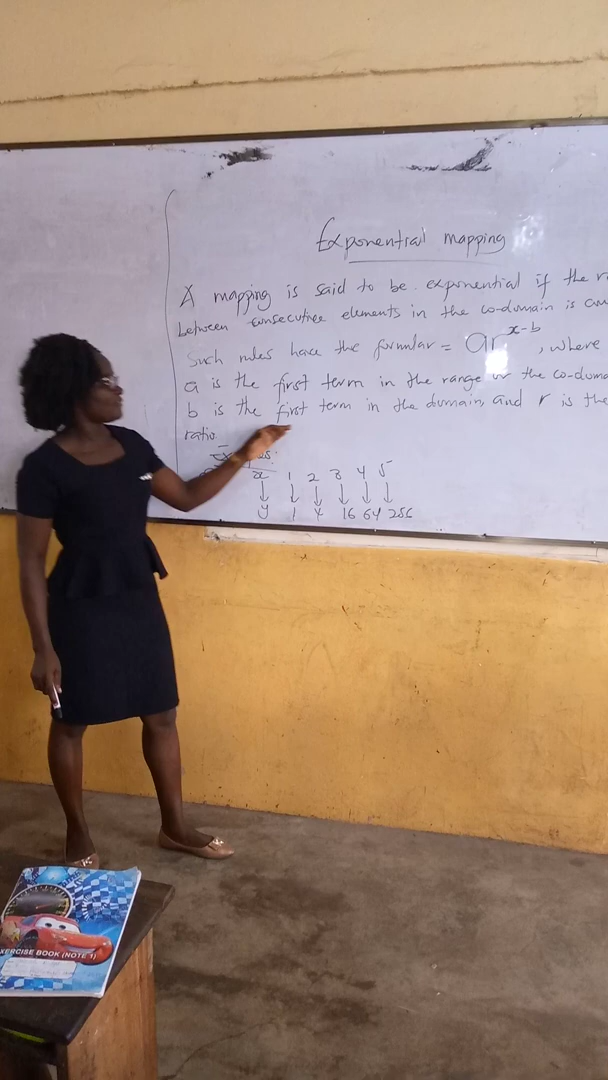 Exponential mapping
A mapping is said to be exponential if the
between consecutive elements in the co-domain is
Such rules have the formular = ar^x-b, where
a is the first term in the range or the co-doma
b is the first term in the domain, and r is the
ratio.
x 1 2 3 4 5
↓ ↓ ↓ ↓ ↓ ↓
y 1 4 16 64 256
XERCISE BOOK (NOTE 1)